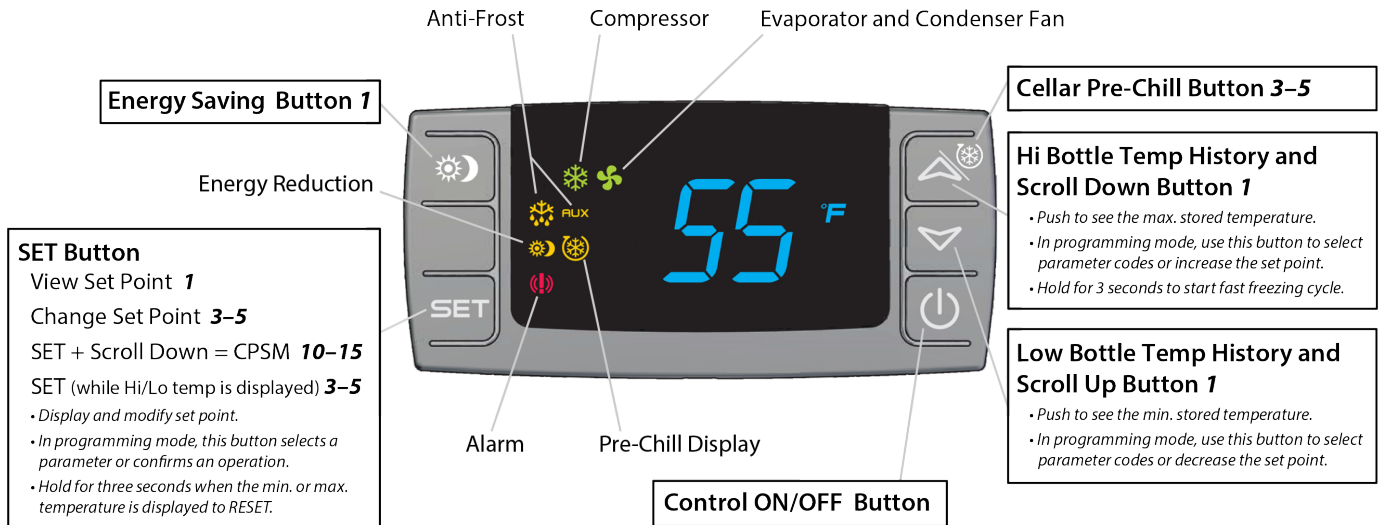 Anti-Frost
Compressor
Evaporator and Condenser Fan
Energy Saving Button 1
Energy Reduction
SET Button
View Set Point 1
Change Set Point 3–5
SET + Scroll Down = CPSM 10–15
SET (while Hi/Lo temp is displayed) 3–5
• Display and modify set point.
• In programming mode, this button selects a
parameter or confirms an operation.
• Hold for three seconds when the min. or max.
temperature is displayed to RESET.
SET
AUX
55 °F
Alarm
Pre-Chill Display
Control ON/OFF Button
Cellar Pre-Chill Button 3–5
Hi Bottle Temp History and
Scroll Down Button 1
• Push to see the max. stored temperature.
• In programming mode, use this button to select
parameter codes or increase the set point.
• Hold for 3 seconds to start fast freezing cycle.
Low Bottle Temp History and
Scroll Up Button 1
• Push to see the min. stored temperature.
• In programming mode, use this button to select
parameter codes or decrease the set point.